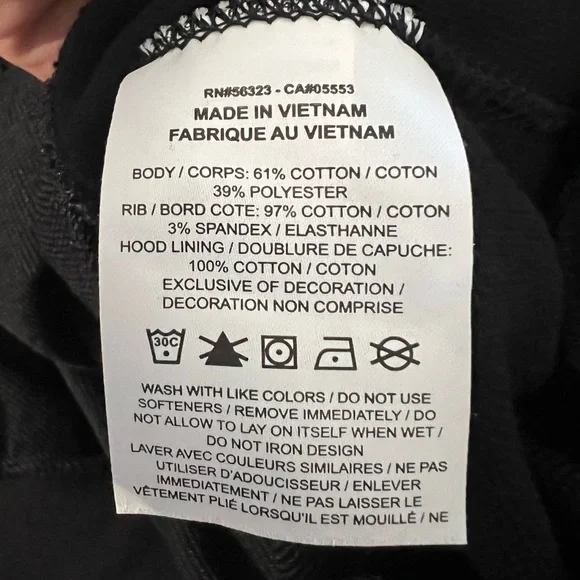 RN#56323 - CA#05553
MADE IN VIETNAM
FABRIQUE AU VIETNAM
BODY / CORPS: 61% COTTON / COTON
39% POLYESTER
RIB / BORD COTE: 97% COTTON / COTON
3% SPANDEX / ELASTHANNE
HOOD LINING / DOUBLURE DE CAPUCHE:
100% COTTON / COTON
EXCLUSIVE OF DECORATION /
DECORATION NON COMPRISE
30C
WASH WITH LIKE COLORS / DO NOT USE
SOFTENERS / REMOVE IMMEDIATELY / DO
NOT ALLOW TO LAY ON ITSELF WHEN WET /
DO NOT IRON DESIGN
LAVER AVEC COULEURS SIMILAIRES / NE PAS
UTILISER D'ADOUCISSEUR / ENLEVER
IMMEDIATEMENT / NE PAS LAISSER LE
VÊTEMENT PLIÉ LORSQU'IL EST MOUILLÉ / NE